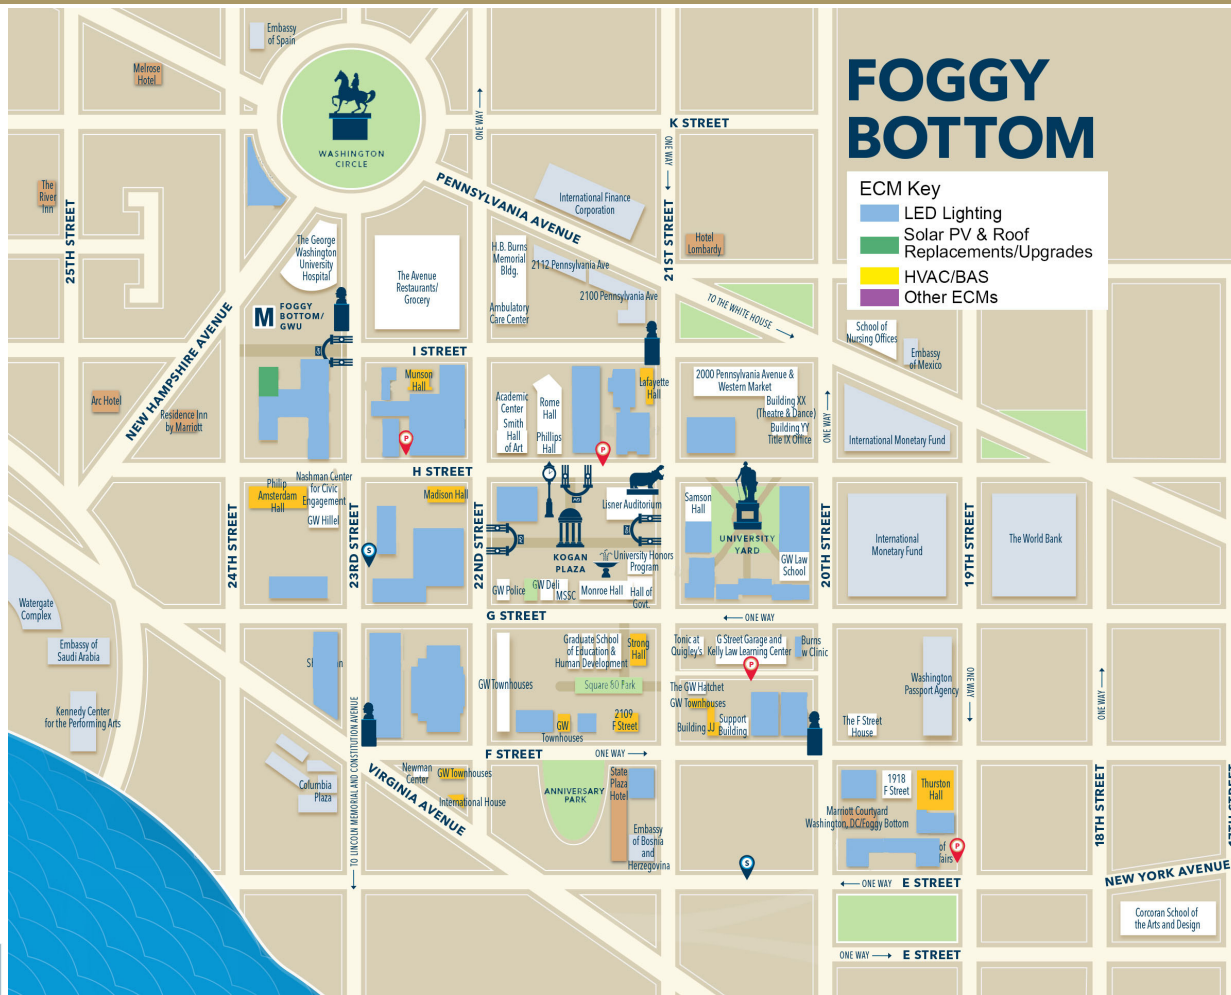 FOGGY
BOTTOM
ECM Key
LED Lighting
Solar PV & Roof
Replacements/Upgrades
HVAC/BAS
Other ECMs
Embassy
of Spain
Melrose
Hotel
WASHINGTON
CIRCLE
ONE WAY
K STREET
ONE WAY
The
River
Inn
25TH STREET
PENNSYLVANIA AVENUE
International Finance
Corporation
21ST STREET
Hotel
Lombardy
The George
Washington
University
Hospital
The Avenue
Restaurants/
Grocery
H.B. Burns
Memorial
Bldg.
2112 Pennsylvania Ave
2100 Pennsylvania Ave
Ambulatory
Care Center
TO THE WHITE HOUSE
M
FOGGY
BOTTOM/
GWU
School of
Nursing Offices
Embassy
of Mexico
NEW HAMPSHIRE AVENUE
I STREET
Munson
Hall
Lafayette
Hall
2000 Pennsylvania Avenue &
Western Market
Building XX
(Theatre & Dance)
Building YY
Title IX Office
ONE WAY
International Monetary Fund
Arc Hotel
Residence Inn
by Marriott
Academic
Center
Smith
Hall
of Art
Rome
Hall
Phillips
Hall
P
P
H STREET
Philip
Amsterdam
Hall
Nashman Center
for Civic
Engagement
GW Hillel
Madison Hall
Lisner Auditorium
Samson
Hall
24TH STREET
23RD STREET
22ND STREET
20TH STREET
19TH STREET
S
KOGAN
PLAZA
University Honors
Program
UNIVERSITY
YARD
GW Law
School
International
Monetary Fund
The World Bank
GW Police
GW Deli
MSSC
Monroe Hall
Hall of
Govt.
G STREET
ONE WAY
Watergate
Complex
Embassy of
Saudi Arabia
Kennedy Center
for the Performing Arts
Graduate School
of Education &
Human Development
Strong
Hall
Tonic at
Quigley's
G Street Garage and
Kelly Law Learning Center
Burns
w Clinic
P
GW Townhouses
Square 80 Park
The GW Hatchet
GW Townhouses
Building JJ
Support
Building
Washington
Passport Agency
ONE WAY
ONE WAY
The F Street
House
GW
Townhouses
2109
F Street
F STREET
ONE WAY
TO LINCOLN MEMORIAL AND CONSTITUTION AVENUE
VIRGINIA AVENUE
Columbia
Plaza
Newman
Center
GW Townhouses
International House
ANNIVERSARY
PARK
State
Plaza
Hotel
Embassy
of Bosnia
and
Herzegovina
1918
F Street
Thurston
Hall
Marriott Courtyard
Washington, DC/Foggy Bottom
of
fairs
P
S
18TH STREET
ONE WAY
E STREET
NEW YORK AVENUE
Corcoran School of
the Arts and Design
ONE WAY
E STREET